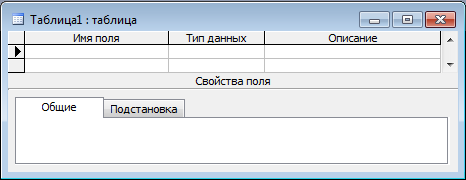 Таблица1 : таблица
Имя поля Тип данных Описание
Свойства поля
Общие Подстановка